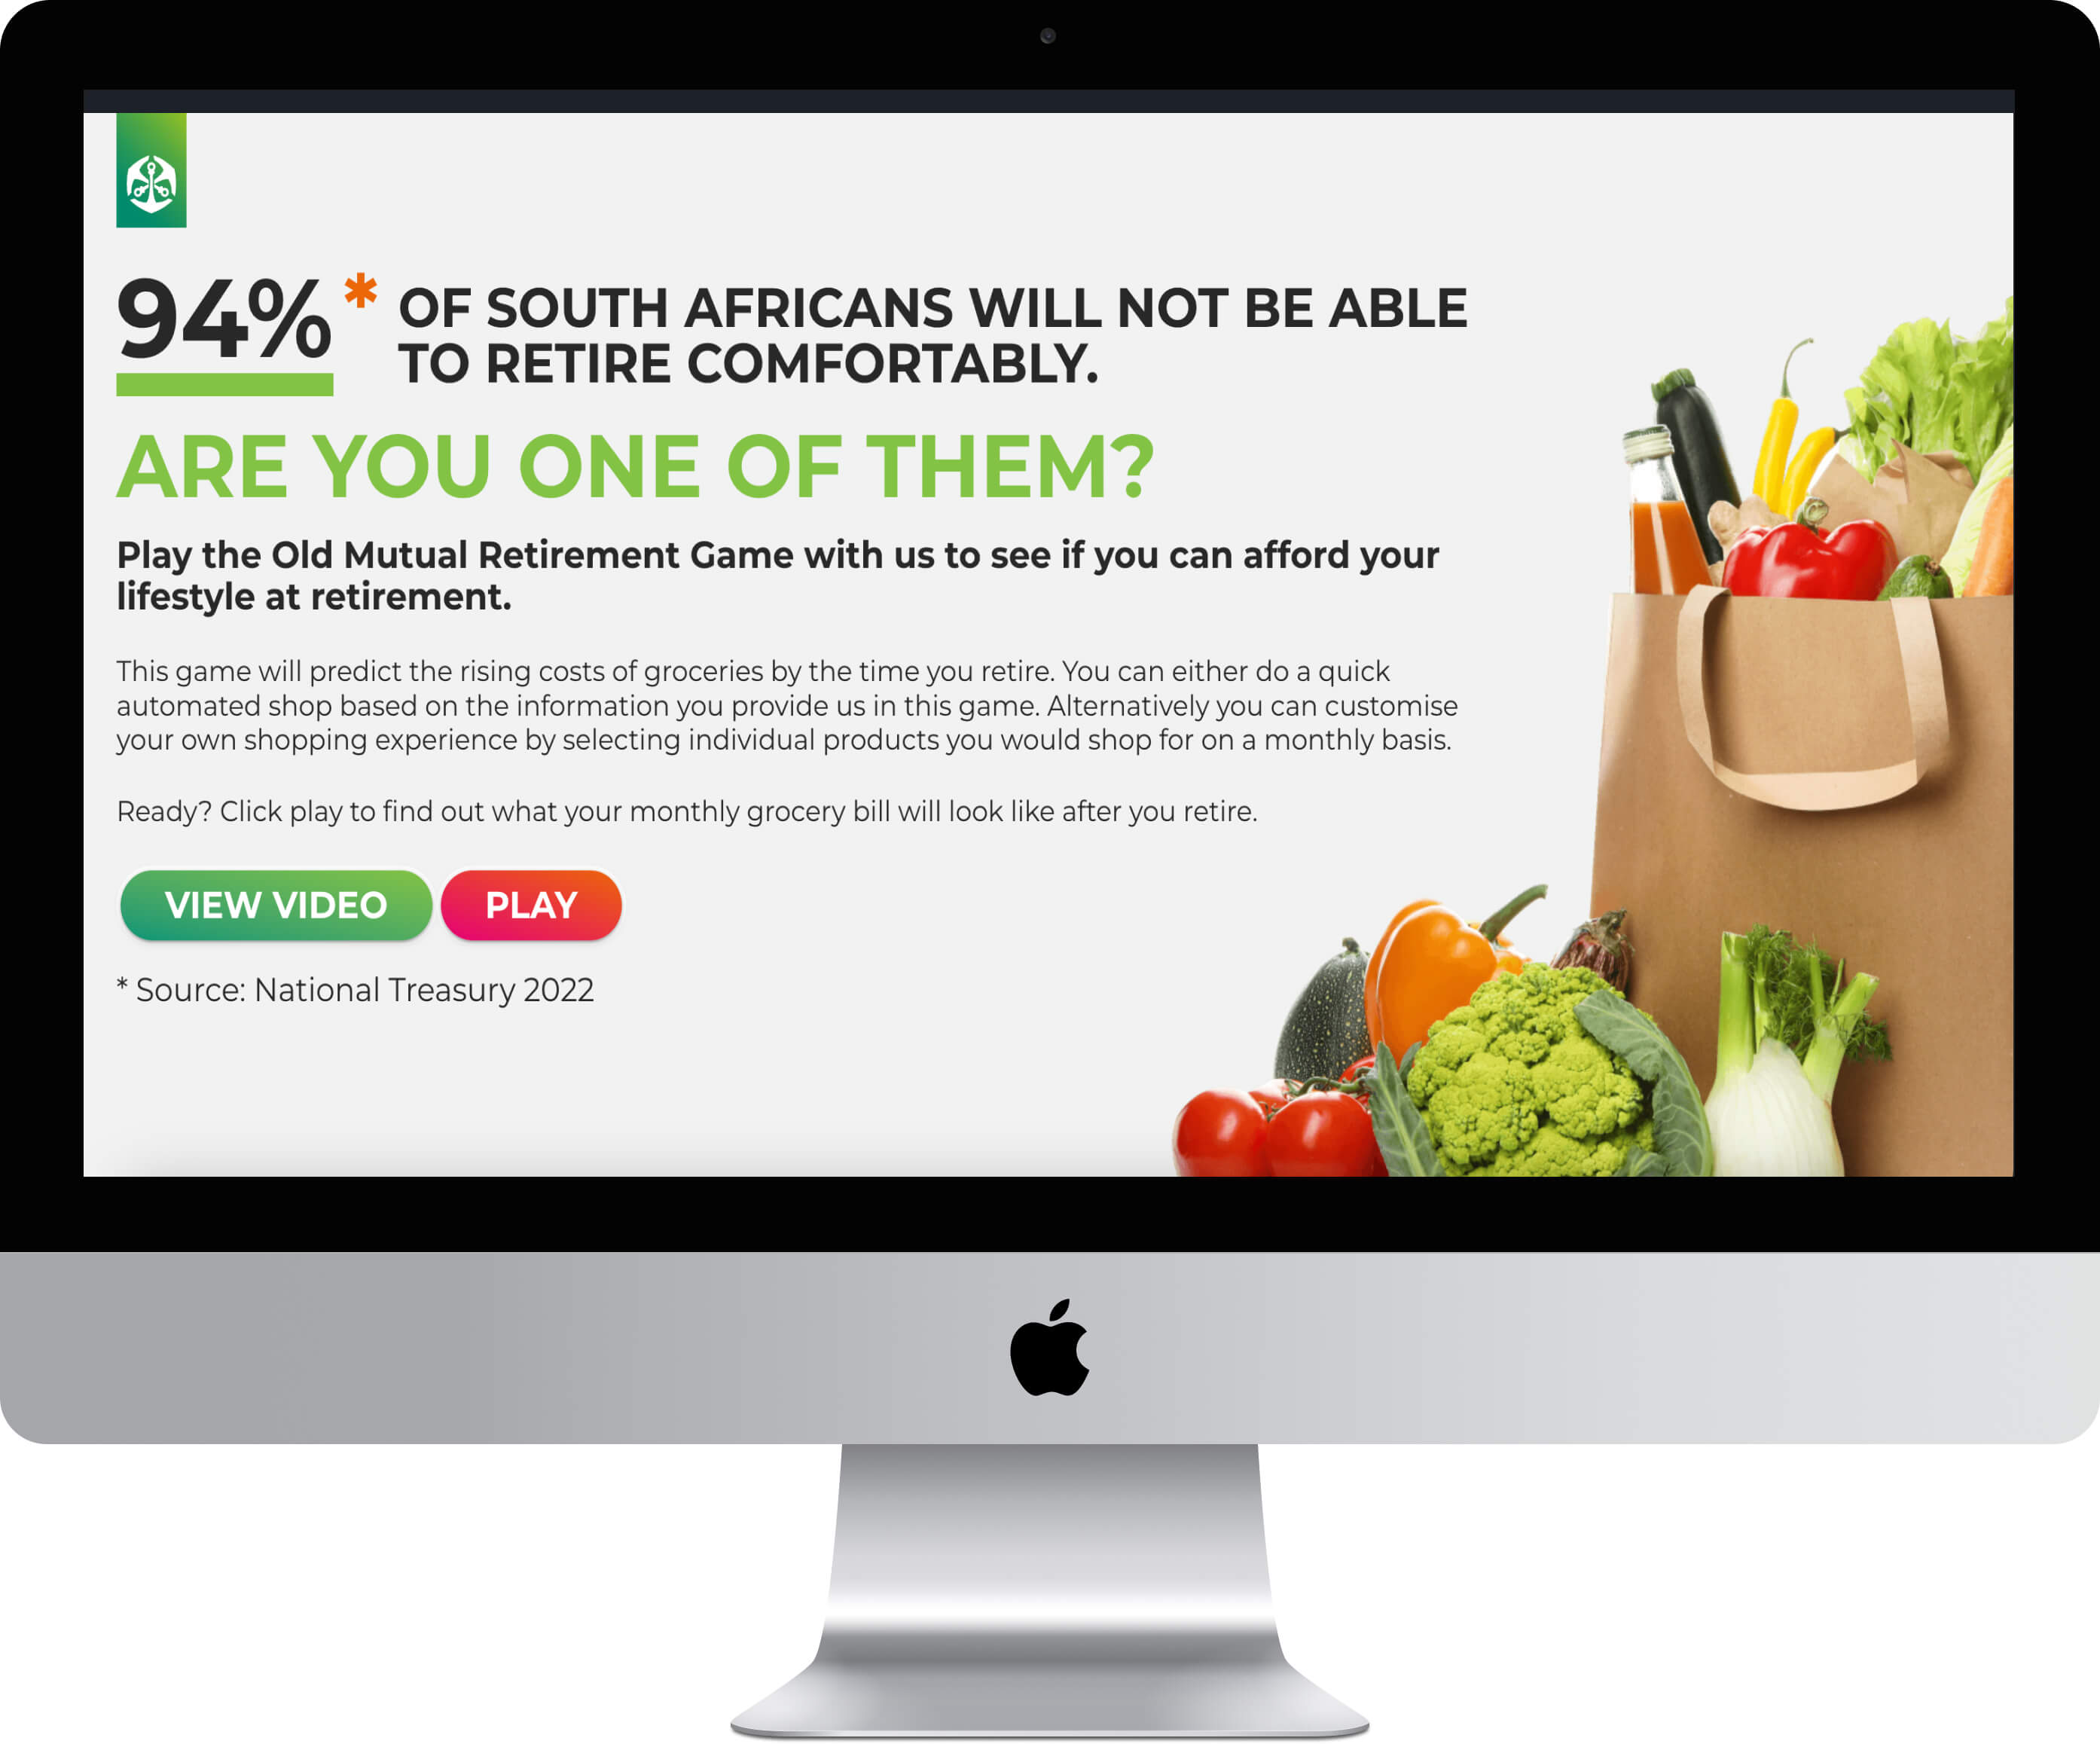 94%* OF SOUTH AFRICANS WILL NOT BE ABLE
TO RETIRE COMFORTABLY.
ARE YOU ONE OF THEM?
Play the Old Mutual Retirement Game with us to see if you can afford your
lifestyle at retirement.
This game will predict the rising costs of groceries by the time you retire. You can either do a quick
automated shop based on the information you provide us in this game. Alternatively you can customise
your own shopping experience by selecting individual products you would shop for on a monthly basis.
Ready? Click play to find out what your monthly grocery bill will look like after you retire.
VIEW VIDEO PLAY
* Source: National Treasury 2022